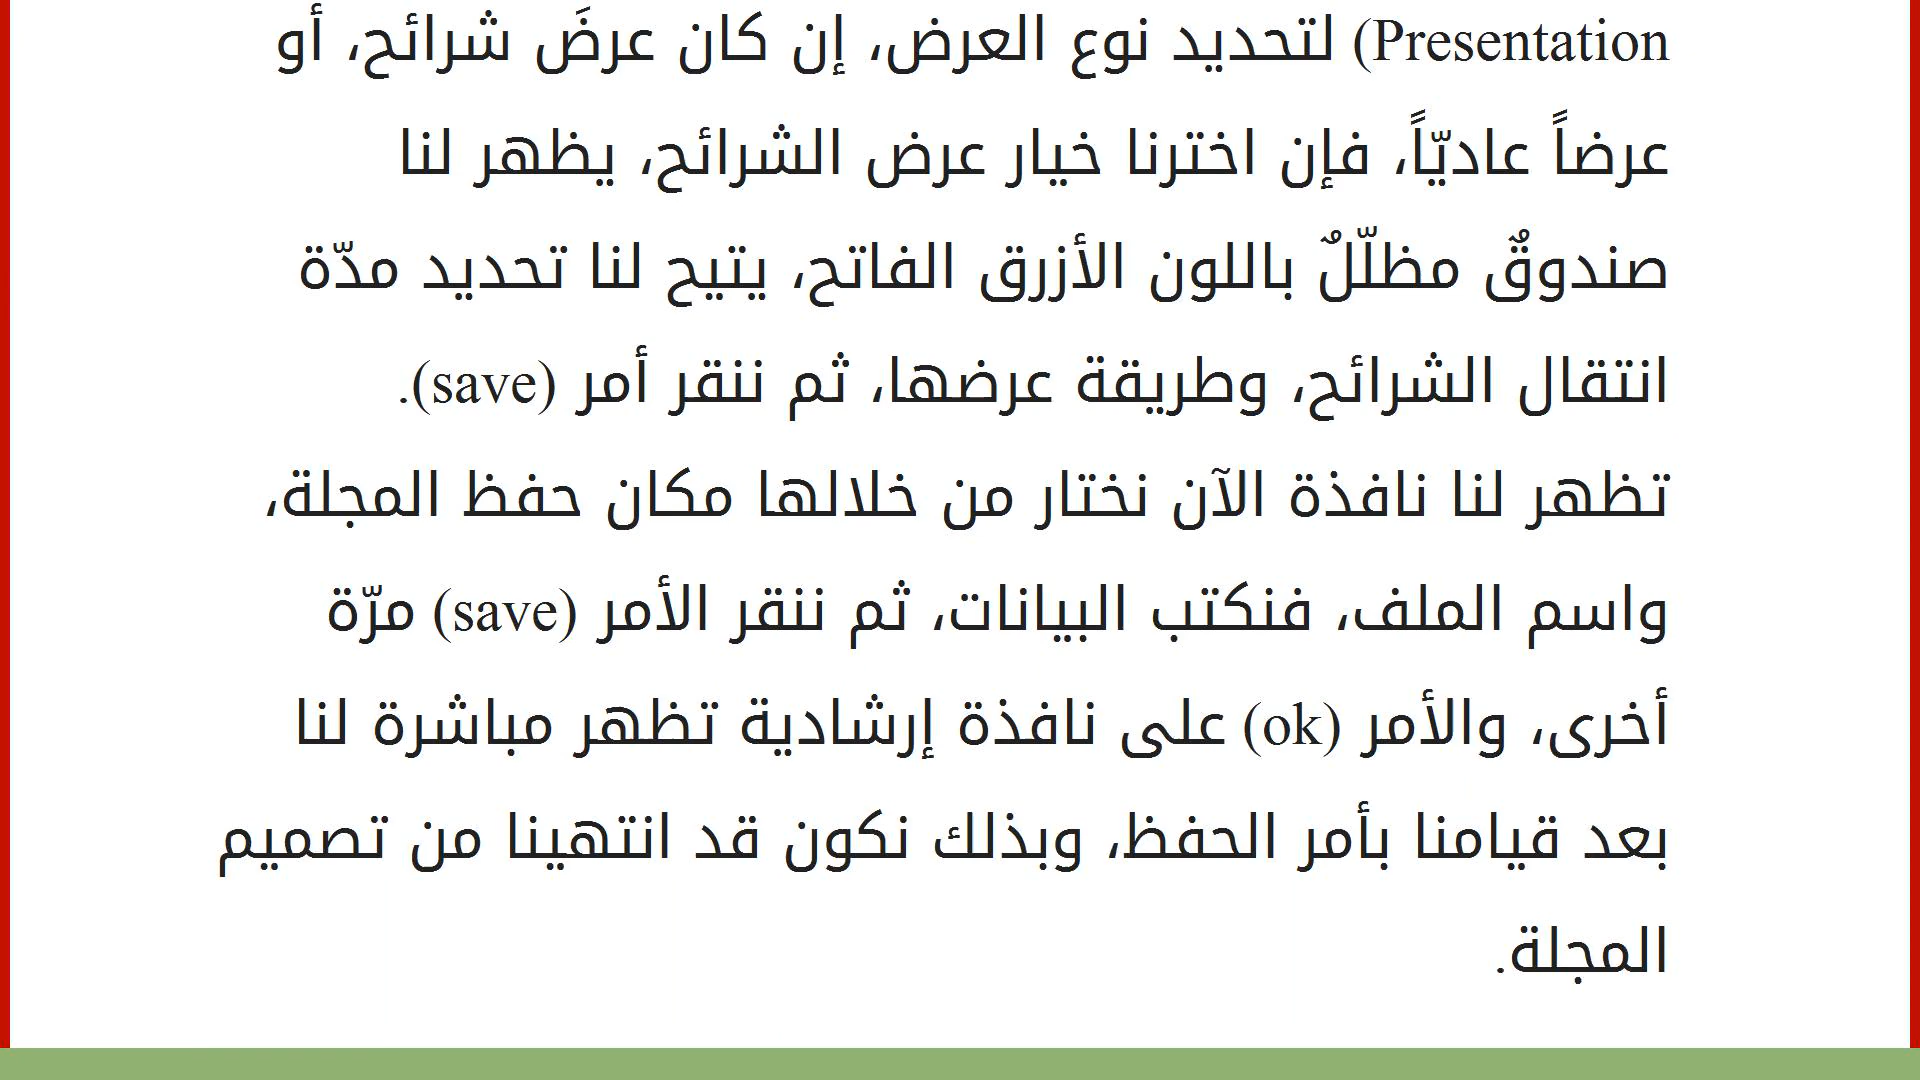 Presentation) لتحديد نوع العرض، إن كان عرضَ شرائح، أو
عرضاً عاديّاً، فإن اخترنا خيار عرض الشرائح، يظهر لنا
صندوقٌ مظلّلٌ باللون الأزرق الفاتح، يتيح لنا تحديد مدّة
انتقال الشرائح، وطريقة عرضها، ثم ننقر أمر (save).
تظهر لنا نافذة الآن نختار من خلالها مكان حفظ المجلة،
واسم الملف، فنكتب البيانات، ثم ننقر الأمر (save) مرّة
أخرى، والأمر (ok) على نافذة إرشادية تظهر مباشرة لنا
بعد قيامنا بأمر الحفظ، وبذلك نكون قد انتهينا من تصميم
المجلة.